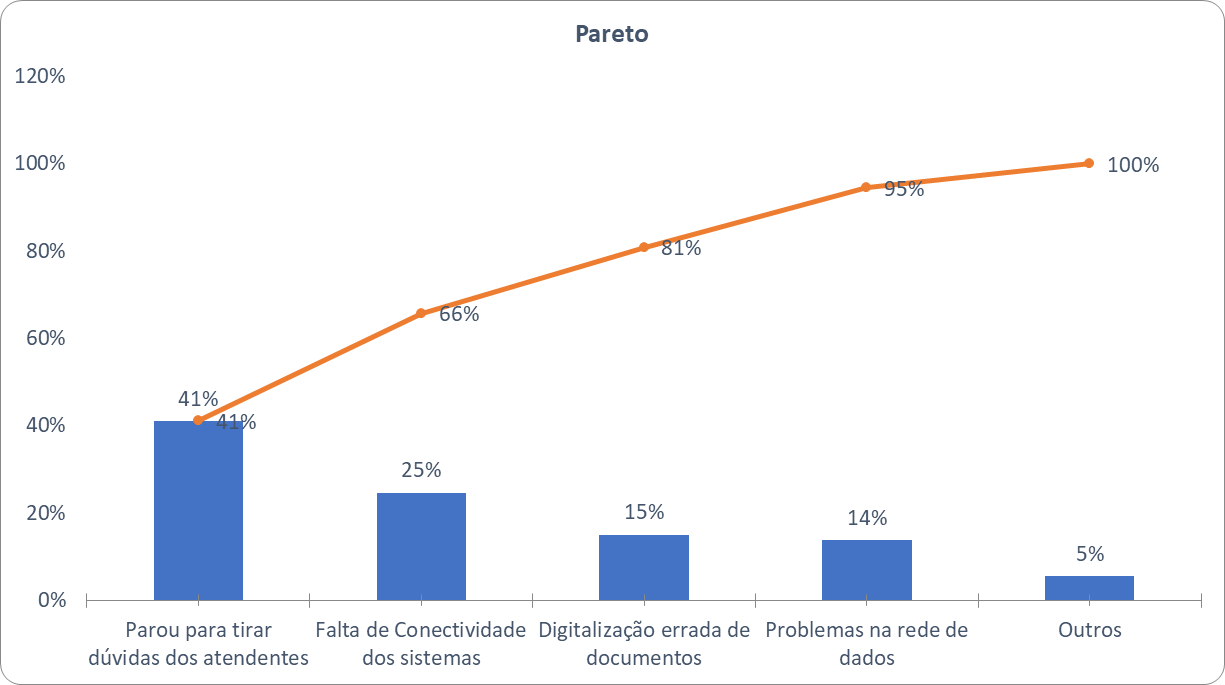 Pareto
120%
100%
80%
60%
40%
20%
0%
41%
25%
15%
14%
5%
41%
66%
81%
95%
100%
Parou para tirar
dúvidas dos atendentes
Falta de Conectividade
dos sistemas
Digitalização errada de
documentos
Problemas na rede de
dados
Outros